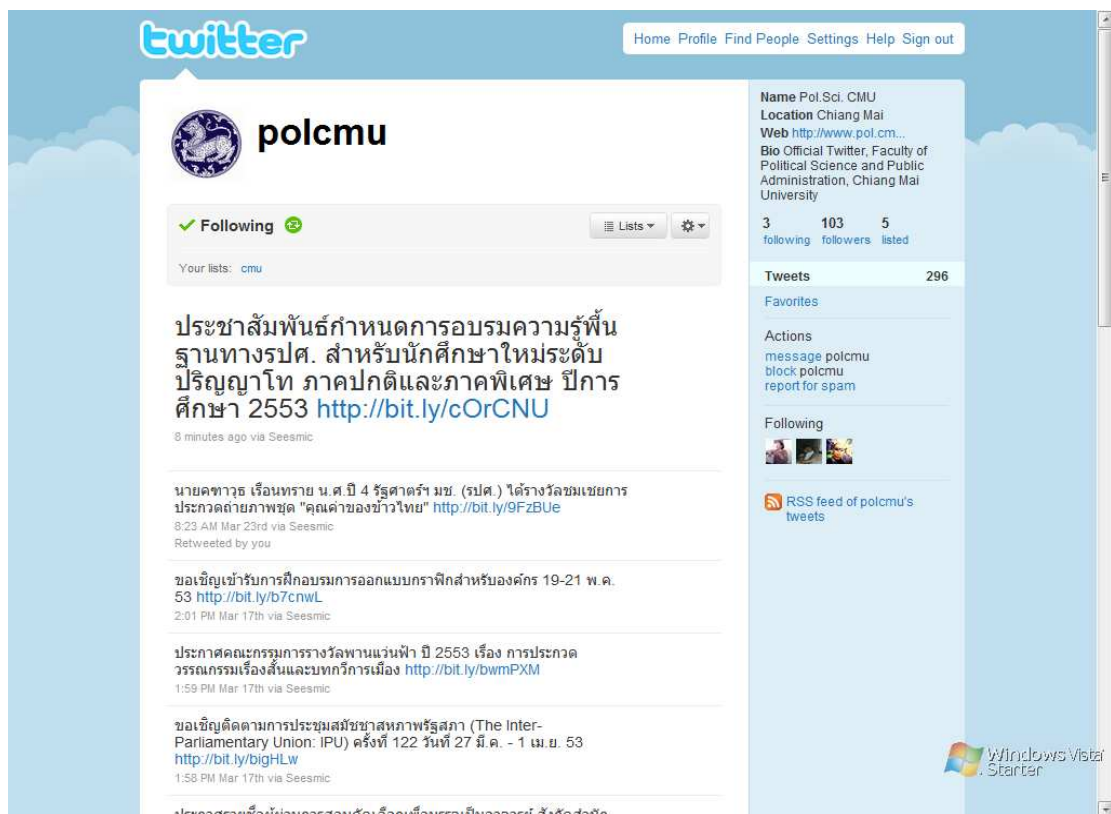 twitter
Home Profile Find People Settings Help Sign out
polcmu
Following
Lists
Your lists: cmu
ประชาสัมพันธ์กำหนดการอบรมความรู้พื้น
ฐานทางรปศ. สำหรับนักศึกษาใหม่ระดับ
ปริญญาโท ภาคปกติและภาคพิเศษ ปีการ
ศึกษา 2553 http://bit.ly/cOrCNU
8 minutes ago via Seesmic
นายคฑาวุธ เรือนทราย น.ศ.ปี 4 รัฐศาตร์ฯ มช. (รปศ.) ได้รางวัลชมเชยการ
ประกวดถ่ายภาพชุด "คุณค่าของข้าวไทย" http://bit.ly/9FzBUe
8:23 AM Mar 23rd via Seesmic
Retweeted by you
ขอเชิญเข้ารับการฝึกอบรมการออกแบบกราฟิกสำหรับองค์กร 19-21 พ.ค.
53 http://bit.ly/b7cnwL
2:01 PM Mar 17th via Seesmic
ประกาศคณะกรรมการรางวัลพานแว่นฟ้า ปี 2553 เรื่อง การประกวด
วรรณกรรมเรื่องสั้นและบทกวีการเมือง http://bit.ly/bwmPXM
1:59 PM Mar 17th via Seesmic
ขอเชิญติดตามการประชุมสมัชชาสหภาพรัฐสภา (The Inter-
Parliamentary Union: IPU) ครั้งที่ 122 วันที่ 27 มี.ค. - 1 เม.ย. 53
http://bit.ly/bigHLw
1:58 PM Mar 17th via Seesmic
Name Pol.Sci. CMU
Location Chiang Mai
Web http://www.pol.cm...
Bio Official Twitter, Faculty of
Political Science and Public
Administration, Chiang Mai
University
3 103 5
following followers listed
Tweets 296
Favorites
Actions
message polcmu
block polcmu
report for spam
Following
RSS feed of polcmu's
tweets
Windows Vista
Starter